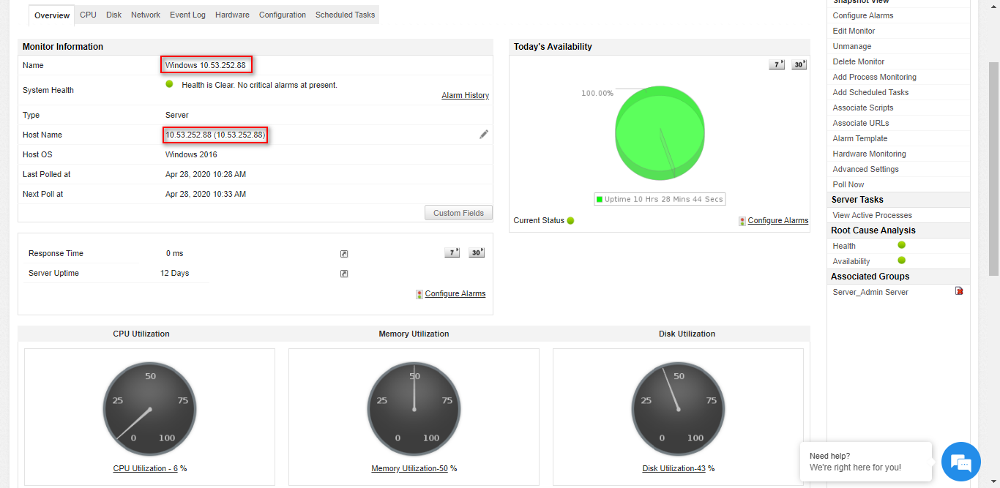 Overview CPU Disk Network Event Log Hardware Configuration Scheduled Tasks
Monitor Information
Name Windows 10.53.252.88
System Health Health is Clear. No critical alarms at present.
Alarm History
Type Server
Host Name 10.53.252.88 (10.53.252.88)
Host OS Windows 2016
Last Polled at Apr 28, 2020 10:28 AM
Next Poll at Apr 28, 2020 10:33 AM
Custom Fields
Response Time 0 ms 7 30
Server Uptime 12 Days
Configure Alarms
Today's Availability
7 30
100.00%
Uptime 10 Hrs 28 Mins 44 Secs
Current Status Configure Alarms
CPU Utilization
50
25 75
0 100
CPU Utilization - 6 %
Memory Utilization
50
25 75
0 100
Memory Utilization-50 %
Disk Utilization
50
25 75
0 100
Disk Utilization-43 %
Snapshot View
Configure Alarms
Edit Monitor
Unmanage
Delete Monitor
Add Process Monitoring
Add Scheduled Tasks
Associate Scripts
Associate URLs
Alarm Template
Hardware Monitoring
Advanced Settings
Poll Now
Server Tasks
View Active Processes
Root Cause Analysis
Health
Availability
Associated Groups
Server_Admin Server
Need help?
We're right here for you!